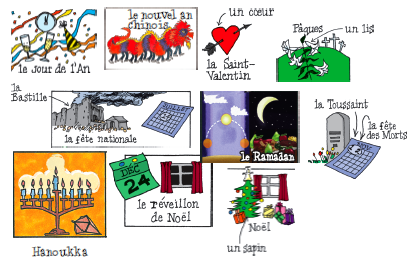 le Jour de l'An
le nouvel an
chinois
un cœur
la Saint-
Valentin
Pâques
un lis
la
Bastille
la fête nationale
le Ramadan
la Toussaint
la fête
des Morts
Hanoukka
DEC
24
le réveillon
de Noël
Noël
un sapin